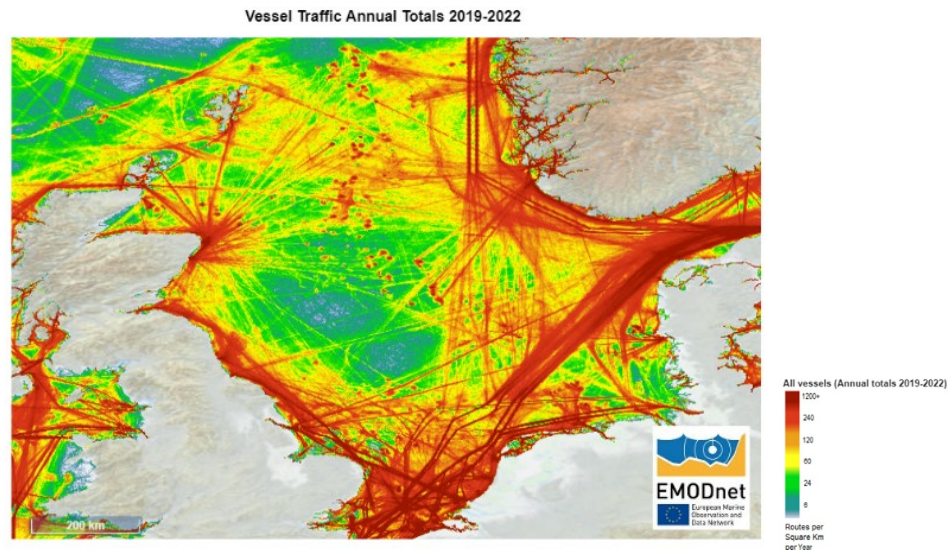 Vessel Traffic Annual Totals 2019-2022
All vessels (Annual totals 2019-2022)
1200+
240
120
60
24
6
Routes per
Square Km
per Year
EMODnet
European Marine
Observation and
Data Network
200 km